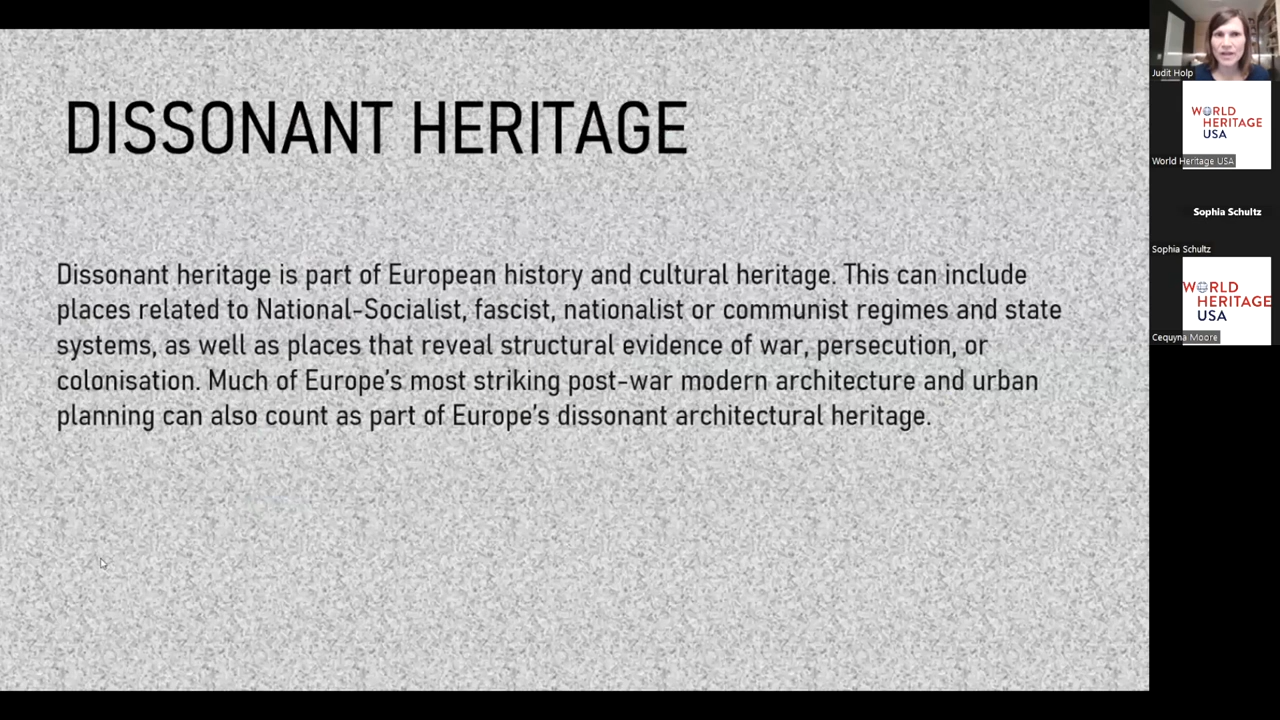 DISSONANT HERITAGE
Dissonant heritage is part of European history and cultural heritage. This can include
places related to National-Socialist, fascist, nationalist or communist regimes and state
systems, as well as places that reveal structural evidence of war, persecution, or
colonisation. Much of Europe's most striking post-war modern architecture and urban
planning can also count as part of Europe's dissonant architectural heritage.
Judit Holp
WORLD
HERITAGE
USA
World Heritage USA
Sophia Schultz
Sophia Schultz
WORLD
HERITAGE
USA
Cequyna Moore